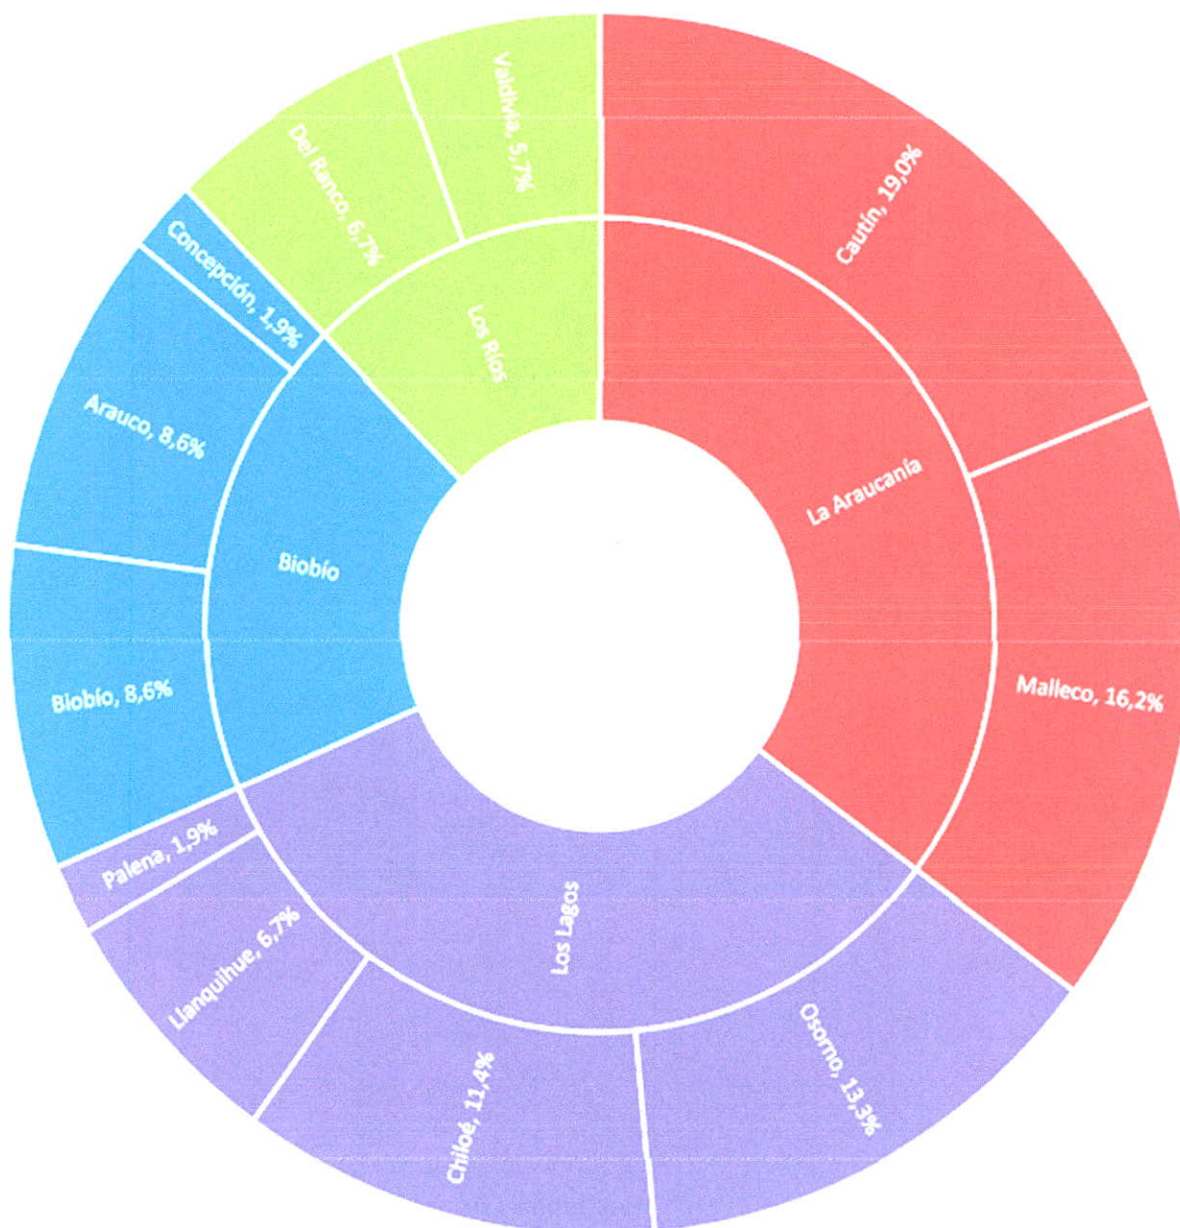 Valdivia, 5,7%
Del Ranco, 6,7%
Cautín, 19,0%
Concepción, 1,9%
Los Ríos
Arauco, 8,6%
La Araucanía
Biobío
Malleco, 16,2%
Biobío, 8,6%
Palena, 1,9%
Llanquihue, 6,7%
Los Lagos
Osorno, 13,3%
Chiloé, 11,4%